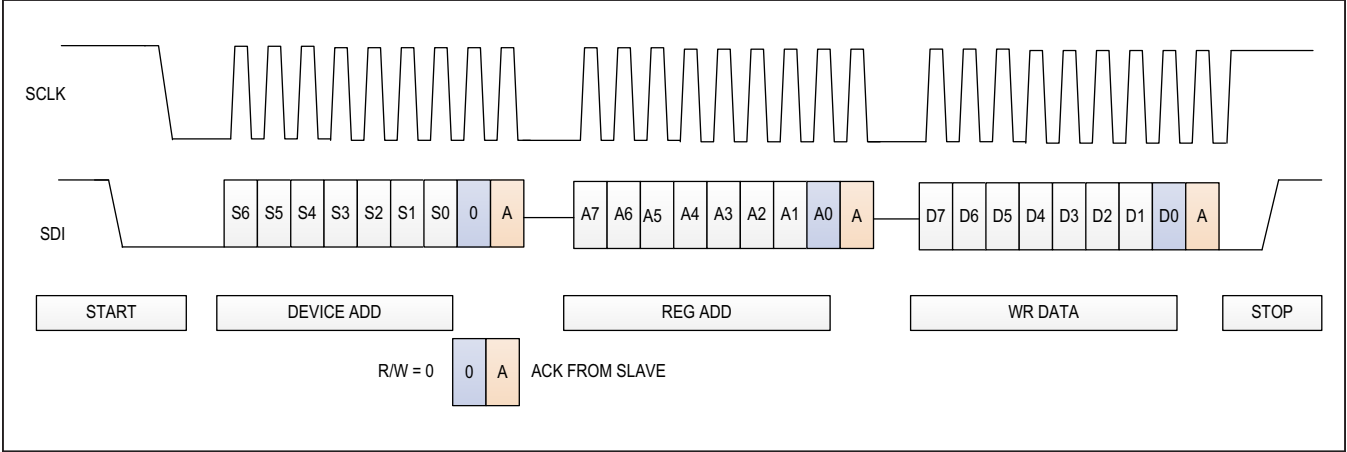 SCLK
SDI
S6 S5 S4 S3 S2 S1 S0 0 A A7 A6 A5 A4 A3 A2 A1 A0 A D7 D6 D5 D4 D3 D2 D1 D0 A
START DEVICE ADD REG ADD WR DATA STOP
R/W = 0 0 A ACK FROM SLAVE